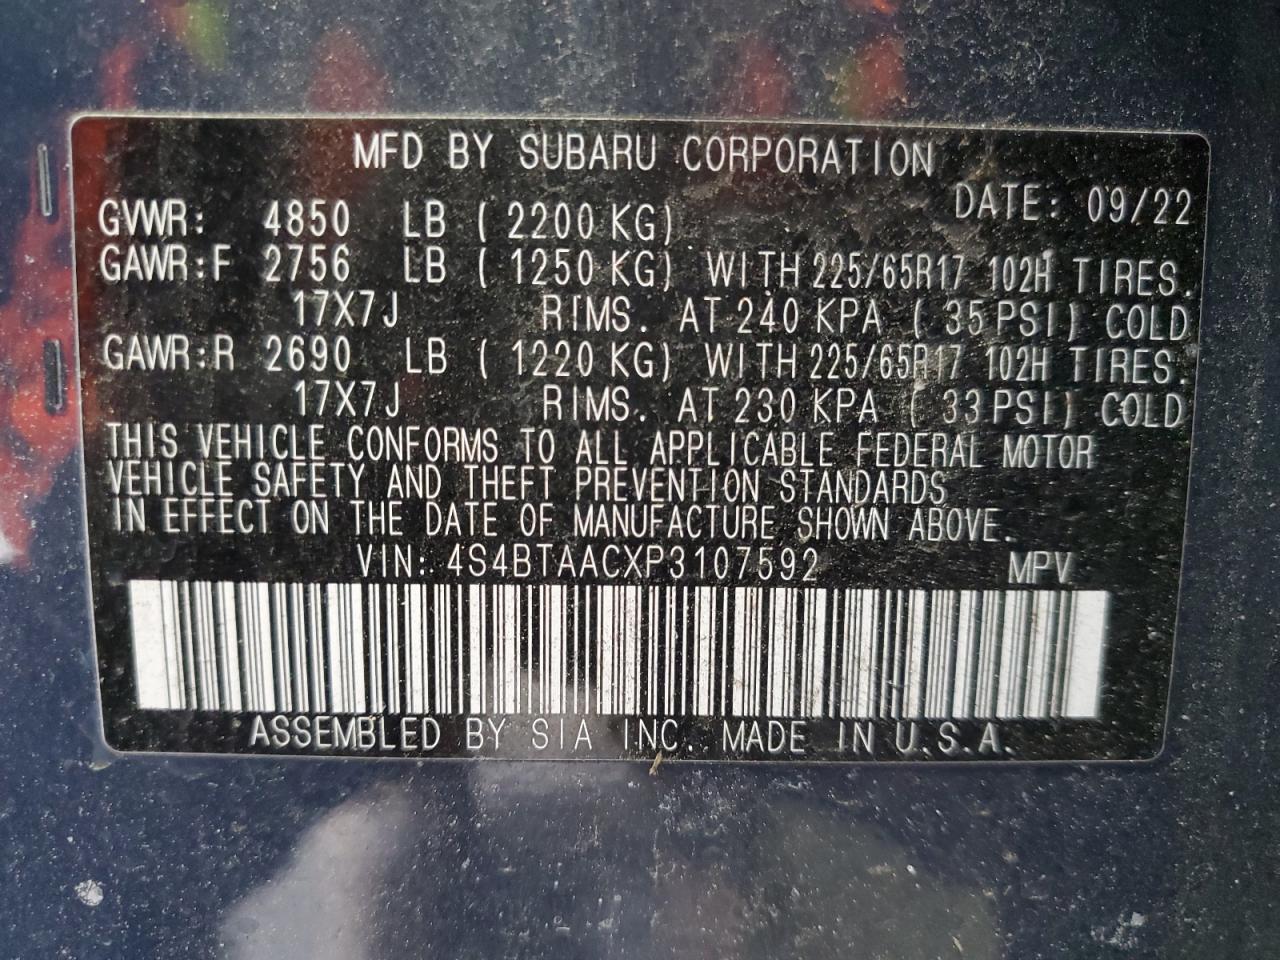 MFD BY SUBARU CORPORATION
DATE: 09/22
GVWR: 4850 LB ( 2200 KG)
GAWR:F 2756 LB ( 1250 KG) WITH 225/65R17 102H TIRES.
17X7J RIMS. AT 240 KPA ( 35 PSI) COLD
GAWR:R 2690 LB ( 1220 KG) WITH 225/65R17 102H TIRES.
17X7J RIMS. AT 230 KPA ( 33 PSI) COLD
THIS VEHICLE CONFORMS TO ALL APPLICABLE FEDERAL MOTOR
VEHICLE SAFETY AND THEFT PREVENTION STANDARDS
IN EFFECT ON THE DATE OF MANUFACTURE SHOWN ABOVE.
VIN: 4S4BTAACXP3107592 MPV
ASSEMBLED BY SIA INC. MADE IN U.S.A.